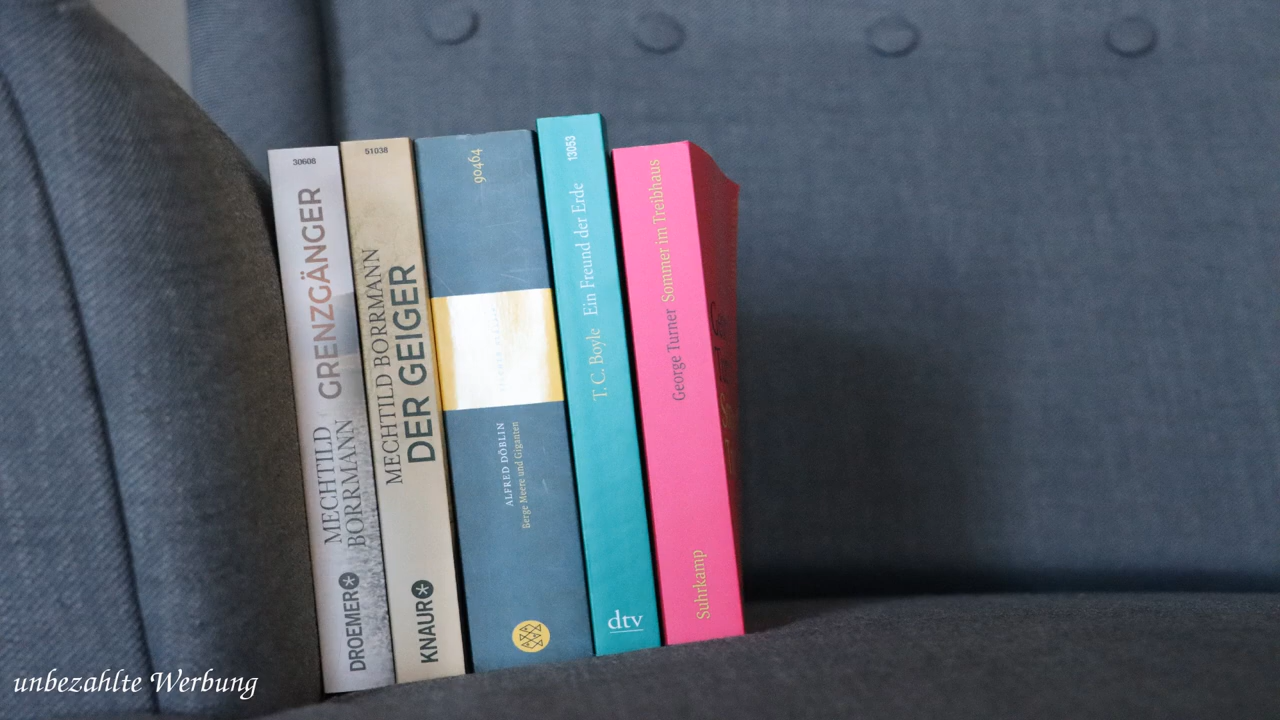 30608
GRENZGÄNGER
MECHTILD
BORRMANN
DROEMER
51038
MECHTILD BORRMANN
DER GEIGER
KNAUR
90464
ALFRED DÖBLIN
Berge Meere und Giganten
13053
T. C. Boyle Ein Freund der Erde
dtv
George Turner Sommer im Treibhaus
Suhrkamp
unbezahlte Werbung